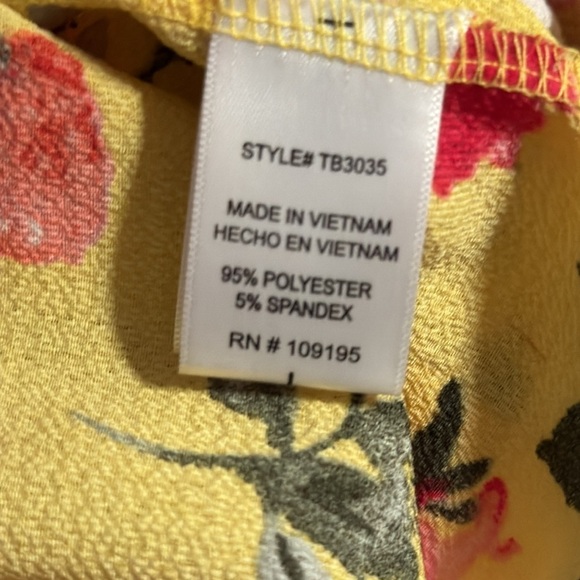 STYLE# TB3035
MADE IN VIETNAM
HECHO EN VIETNAM
95% POLYESTER
5% SPANDEX
RN # 109195